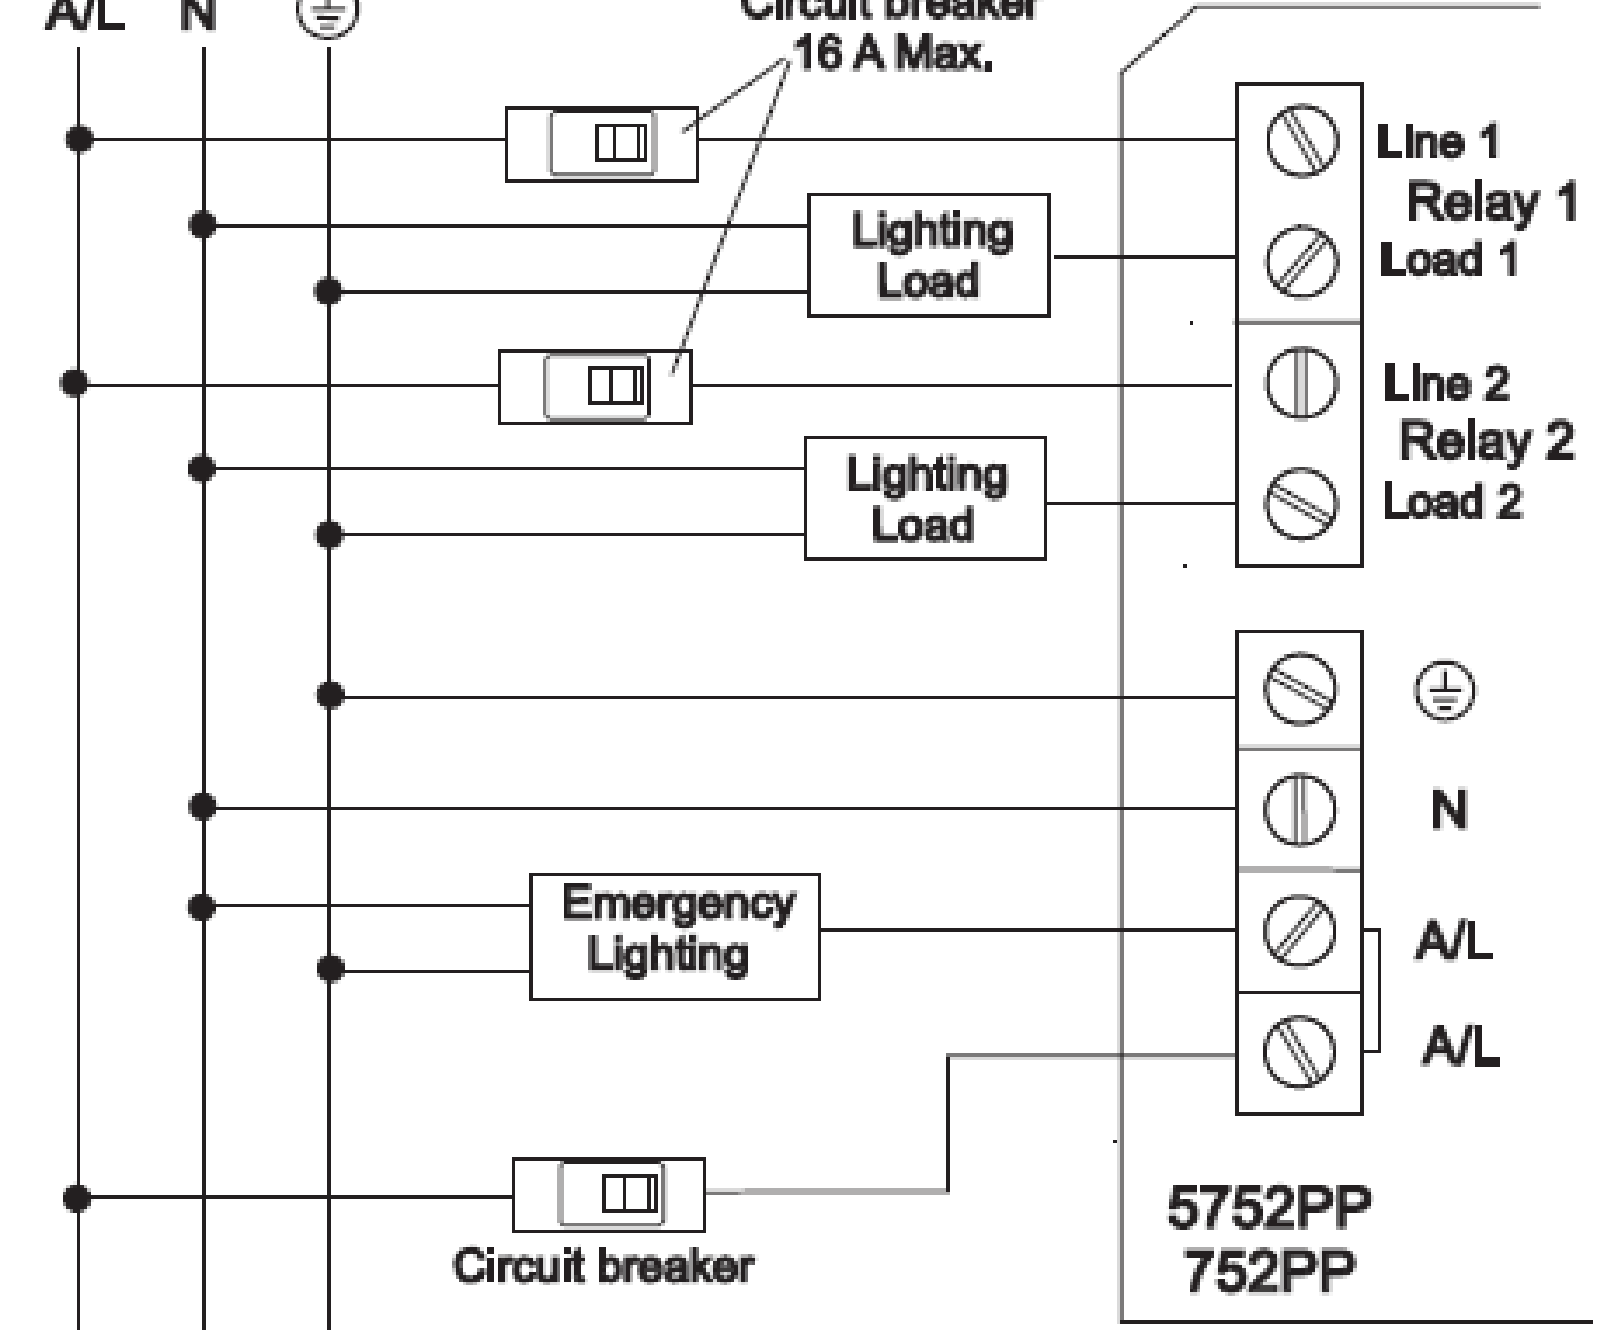 A/L N
Circuit breaker
16 A Max.
Line 1
Relay 1
Lighting
Load
Load 1
Line 2
Relay 2
Lighting
Load
Load 2
N
Emergency
Lighting
A/L
A/L
Circuit breaker
5752PP
752PP